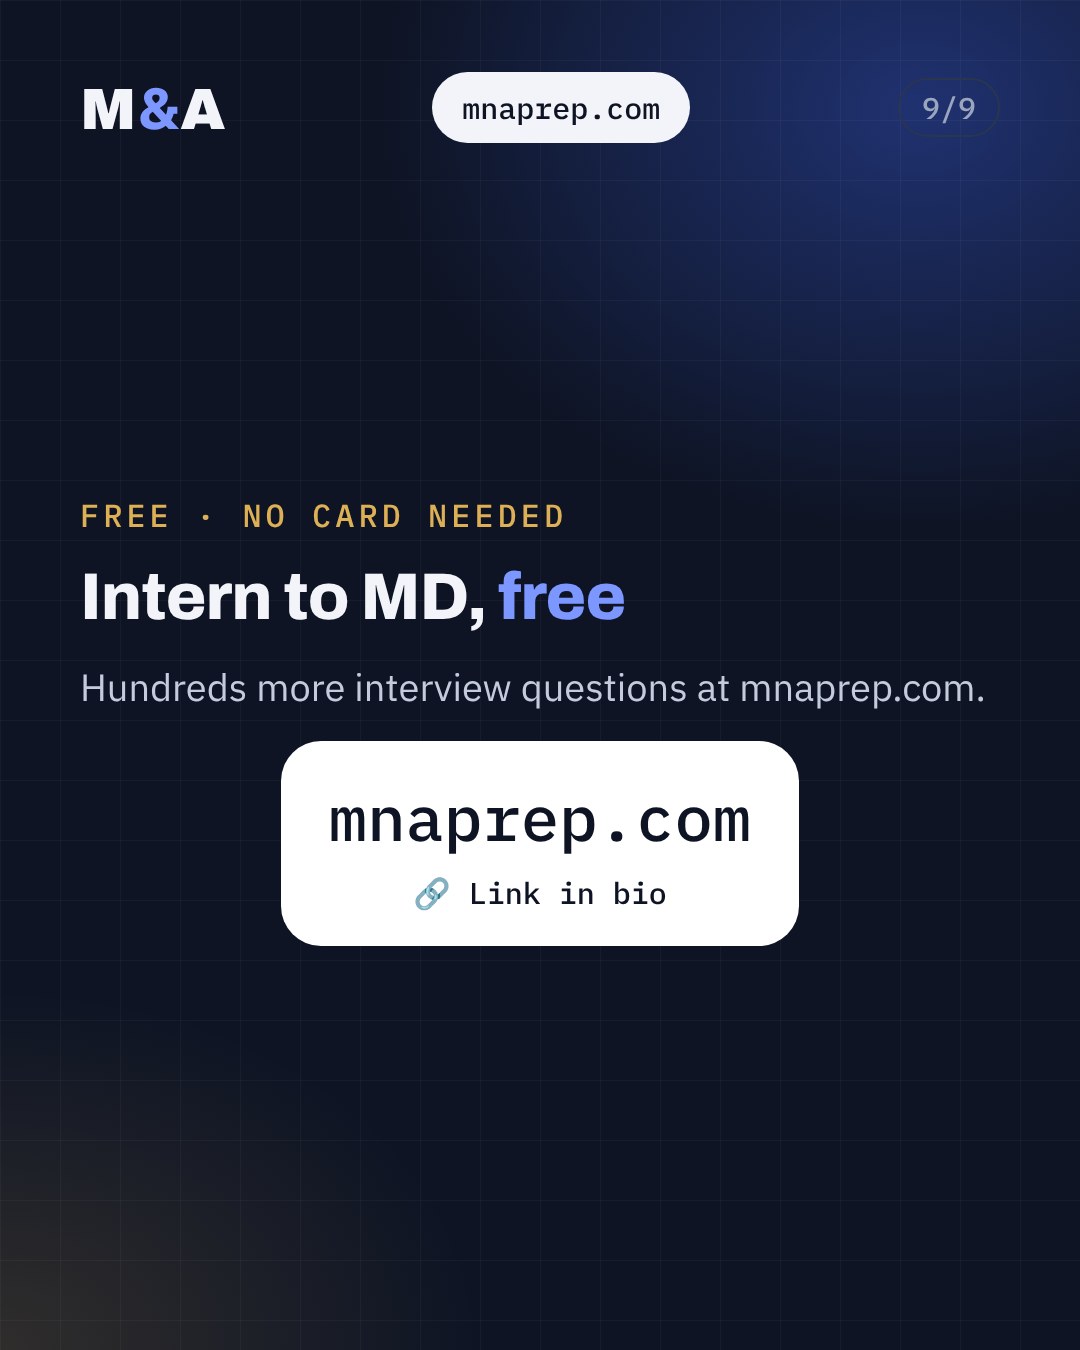 M&A
mnaprep.com
9/9
FREE · NO CARD NEEDED
Intern to MD, free
Hundreds more interview questions at mnaprep.com.
mnaprep.com
🔗 Link in bio